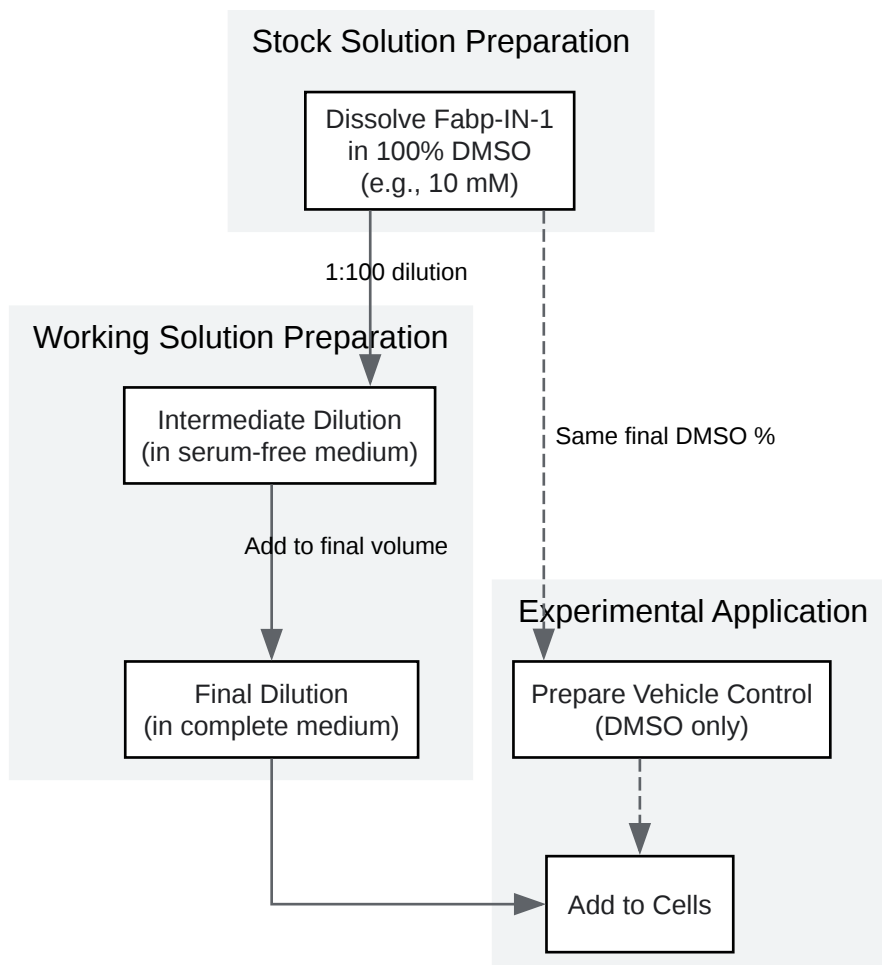 Stock Solution Preparation
Dissolve Fabp-IN-1
in 100% DMSO
(e.g., 10 mM)
1:100 dilution
Working Solution Preparation
Intermediate Dilution
(in serum-free medium)
Same final DMSO %
Add to final volume
Experimental Application
Final Dilution
(in complete medium)
Prepare Vehicle Control
(DMSO only)
Add to Cells